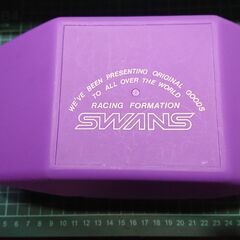 WE'VE BEEN PRESENTING ORIGINAL GOODS
TO ALL OVER THE WORLD
RACING FORMATION
SWANS